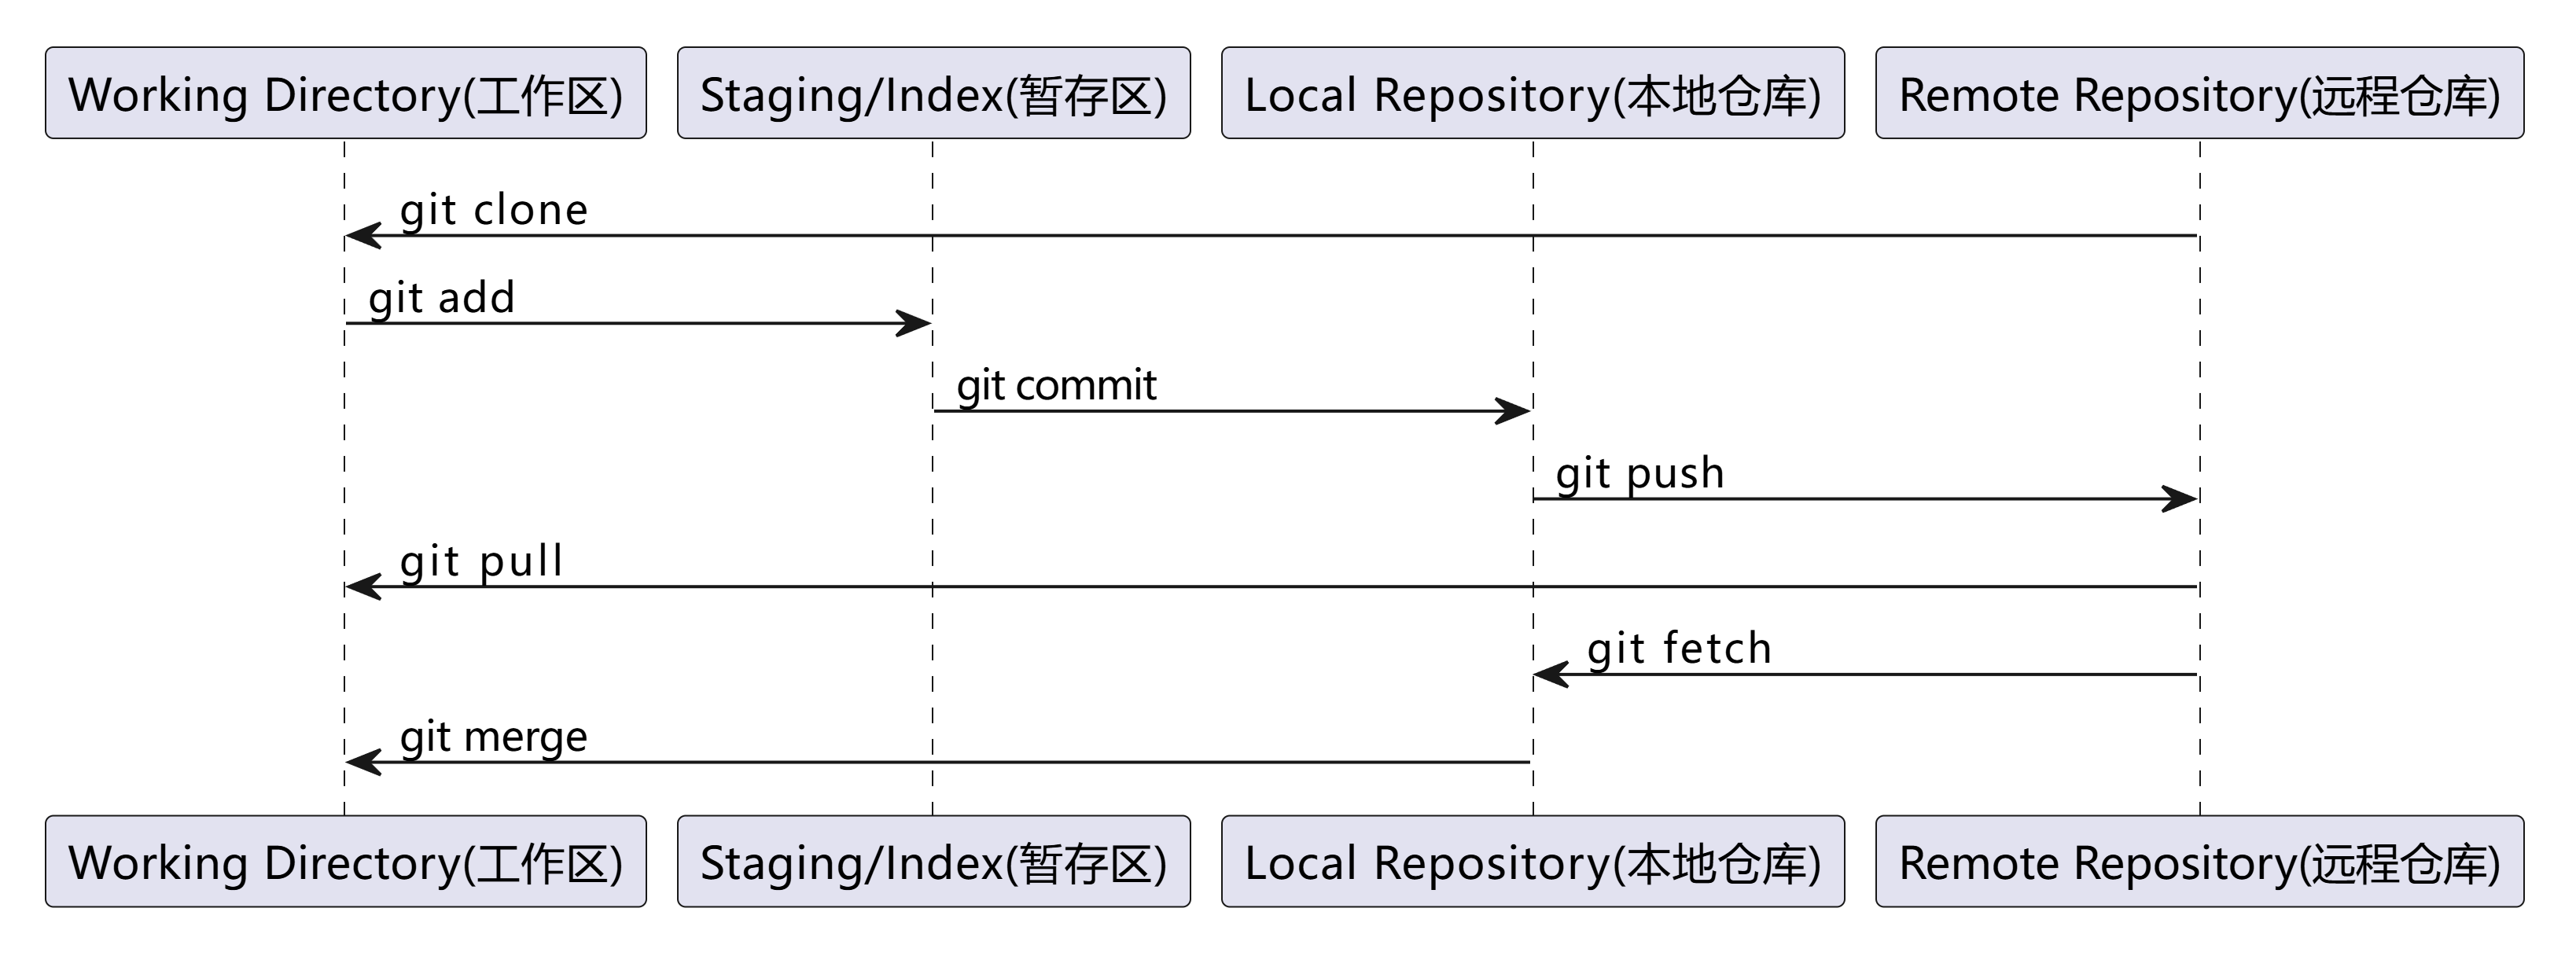 Working Directory(工作区)
Staging/Index(暂存区)
Local Repository(本地仓库)
Remote Repository(远程仓库)
git clone
git add
git commit
git push
git pull
git fetch
git merge
Working Directory(工作区)
Staging/Index(暂存区)
Local Repository(本地仓库)
Remote Repository(远程仓库)